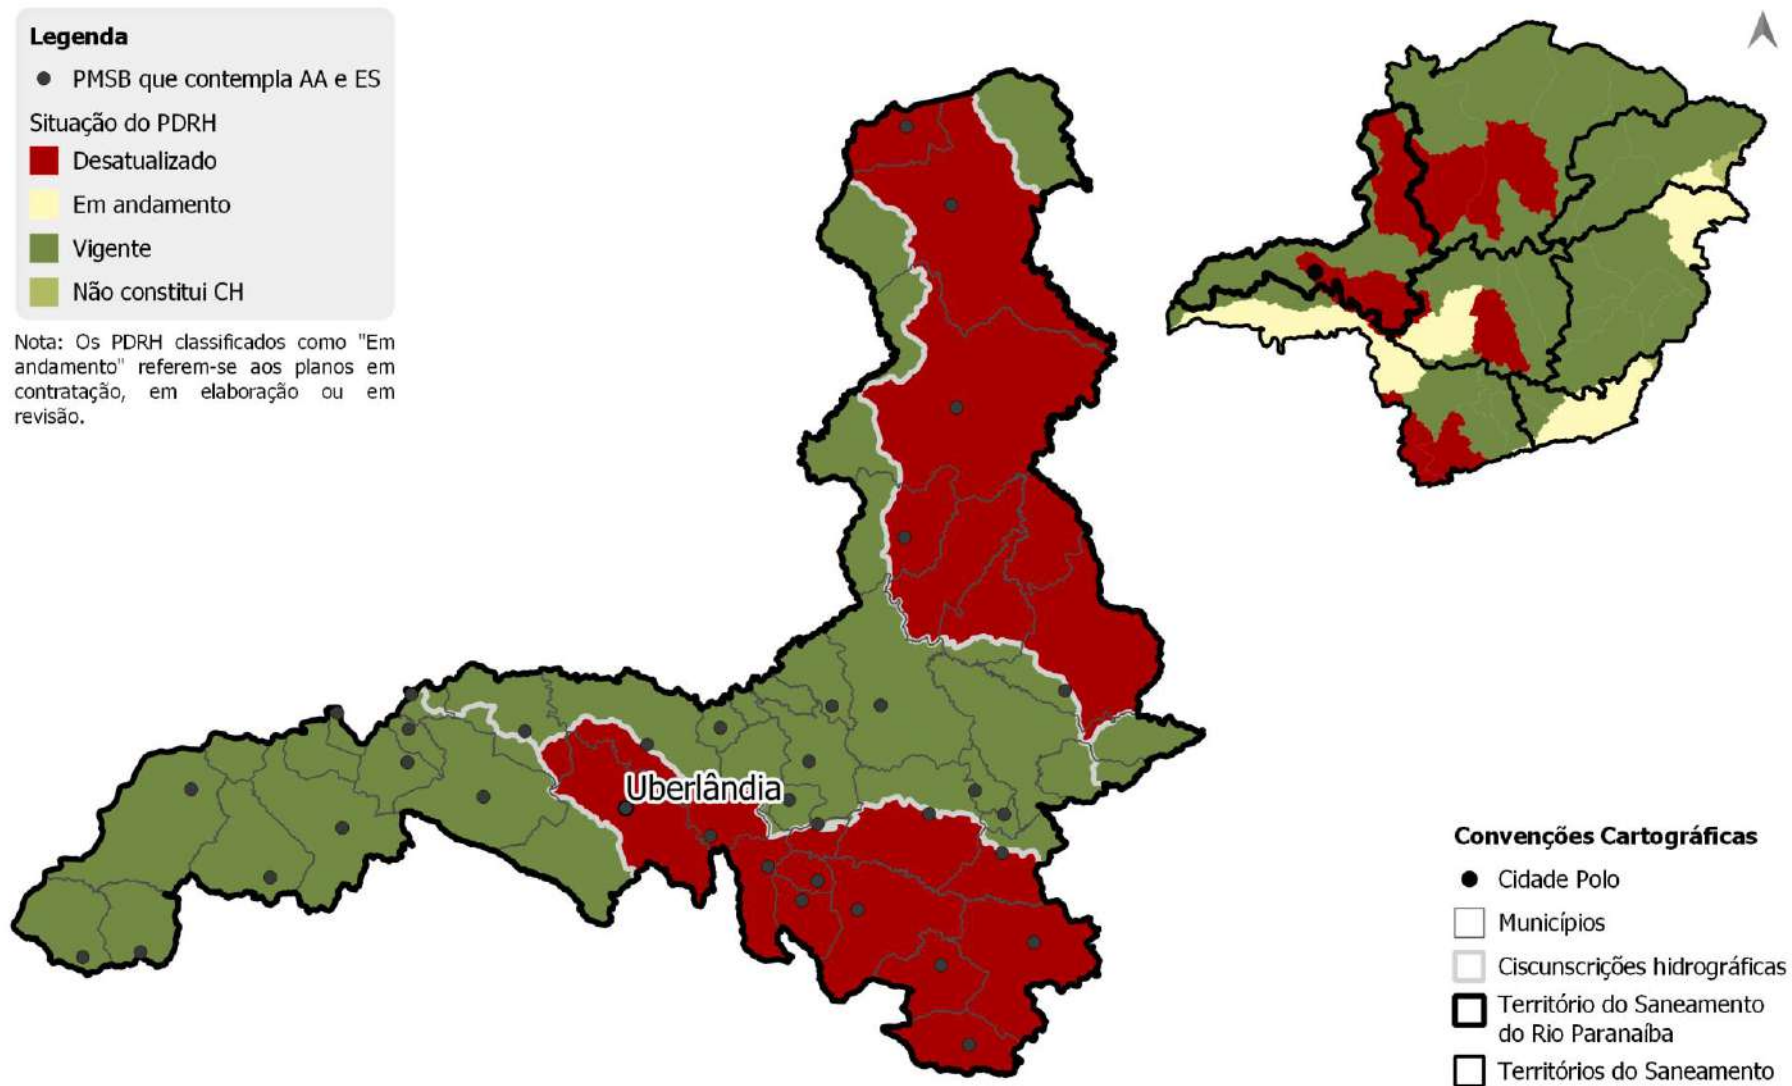 Legenda
PMSB que contempla AA e ES
Situação do PDRH
Desatualizado
Em andamento
Vigente
Não constitui CH
Nota: Os PDRH classificados como "Em
andamento" referem-se aos planos em
contratação, em elaboração ou em
revisão.
Uberlândia
Convenções Cartográficas
Cidade Polo
Municípios
Ciscunscrições hidrográficas
Território do Saneamento
do Rio Paranaíba
Territórios do Saneamento